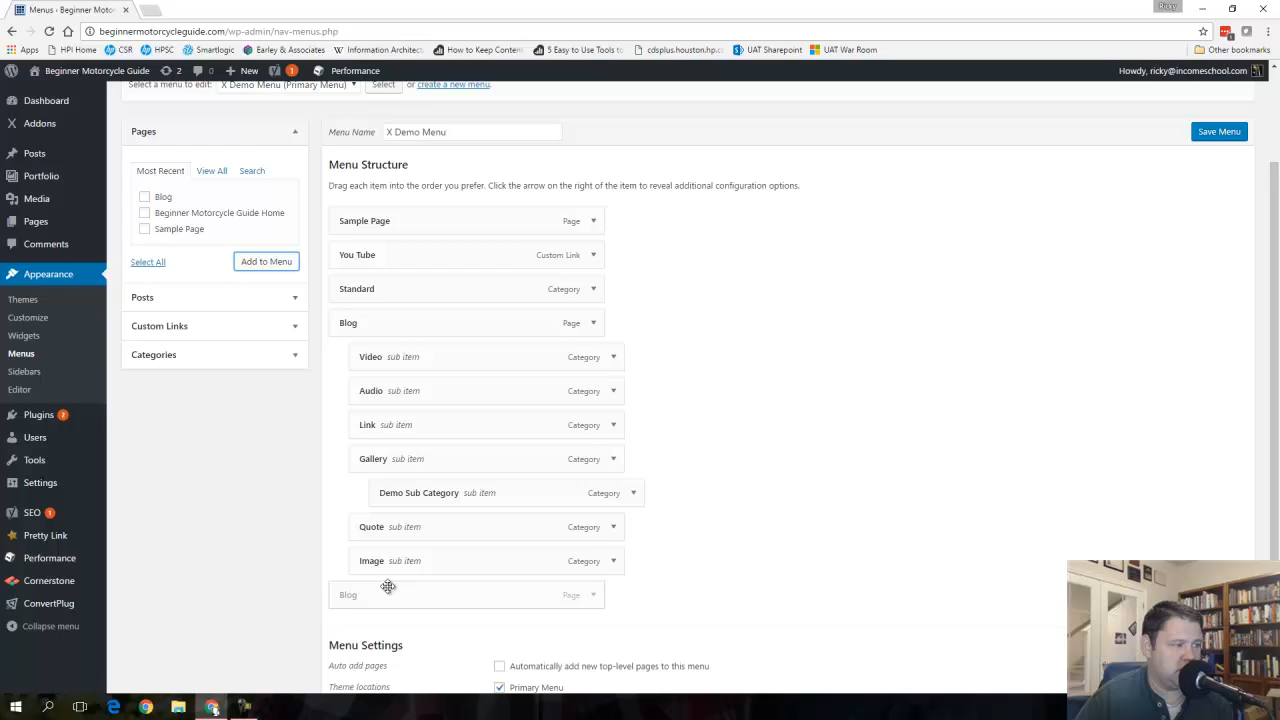 Ricky
Menus ‹ Beginner Moto
beginnermotorcycleguide.com/wp-admin/nav-menus.php
Apps HPI Home CSR HPSC Smartlogic Earley & Associates Information Architec How to Keep Content 5 Easy to Use Tools to cdsplus.houston.hp.c UAT Sharepoint UAT War Room Other bookmarks
Beginner Motorcycle Guide 2 0 + New 1 Performance Howdy, ricky@incomeschool.com
Select a menu to edit: X Demo Menu (Primary Menu) Select or create a new menu.
Dashboard
Addons
Posts
Portfolio
Media
Pages
Comments
Appearance
Themes
Customize
Widgets
Menus
Sidebars
Editor
Plugins 2
Users
Tools
Settings
SEO 1
Pretty Link
Performance
Cornerstone
ConvertPlug
Collapse menu
Pages
Most Recent View All Search
Blog
Beginner Motorcycle Guide Home
Sample Page
Select All Add to Menu
Posts
Custom Links
Categories
Menu Name X Demo Menu Save Menu
Menu Structure
Drag each item into the order you prefer. Click the arrow on the right of the item to reveal additional configuration options.
Sample Page Page
You Tube Custom Link
Standard Category
Blog Page
Video sub item Category
Audio sub item Category
Link sub item Category
Gallery sub item Category
Demo Sub Category sub item Category
Quote sub item Category
Image sub item Category
Blog Page
Menu Settings
Auto add pages Automatically add new top-level pages to this menu
Theme locations Primary Menu